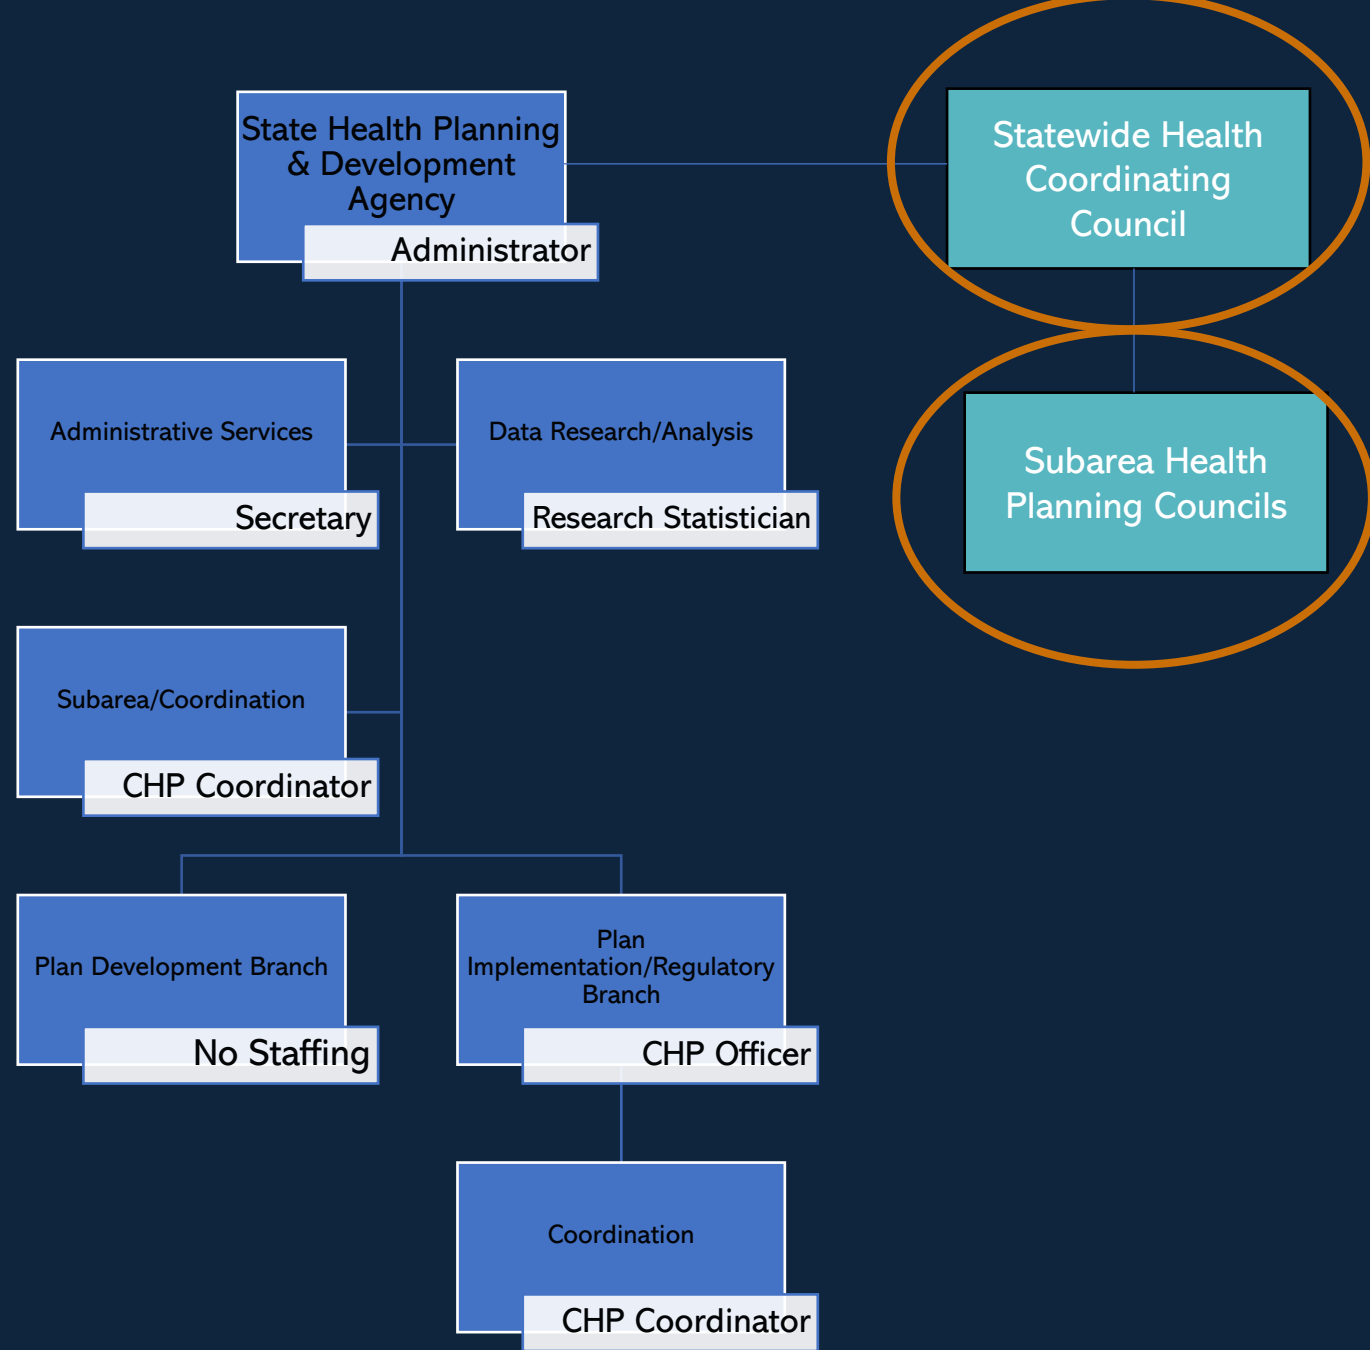 State Health Planning
& Development
Agency
Administrator
Statewide Health
Coordinating
Council
Subarea Health
Planning Councils
Administrative Services
Secretary
Data Research/Analysis
Research Statistician
Subarea/Coordination
CHP Coordinator
Plan Development Branch
No Staffing
Plan
Implementation/Regulatory
Branch
CHP Officer
Coordination
CHP Coordinator